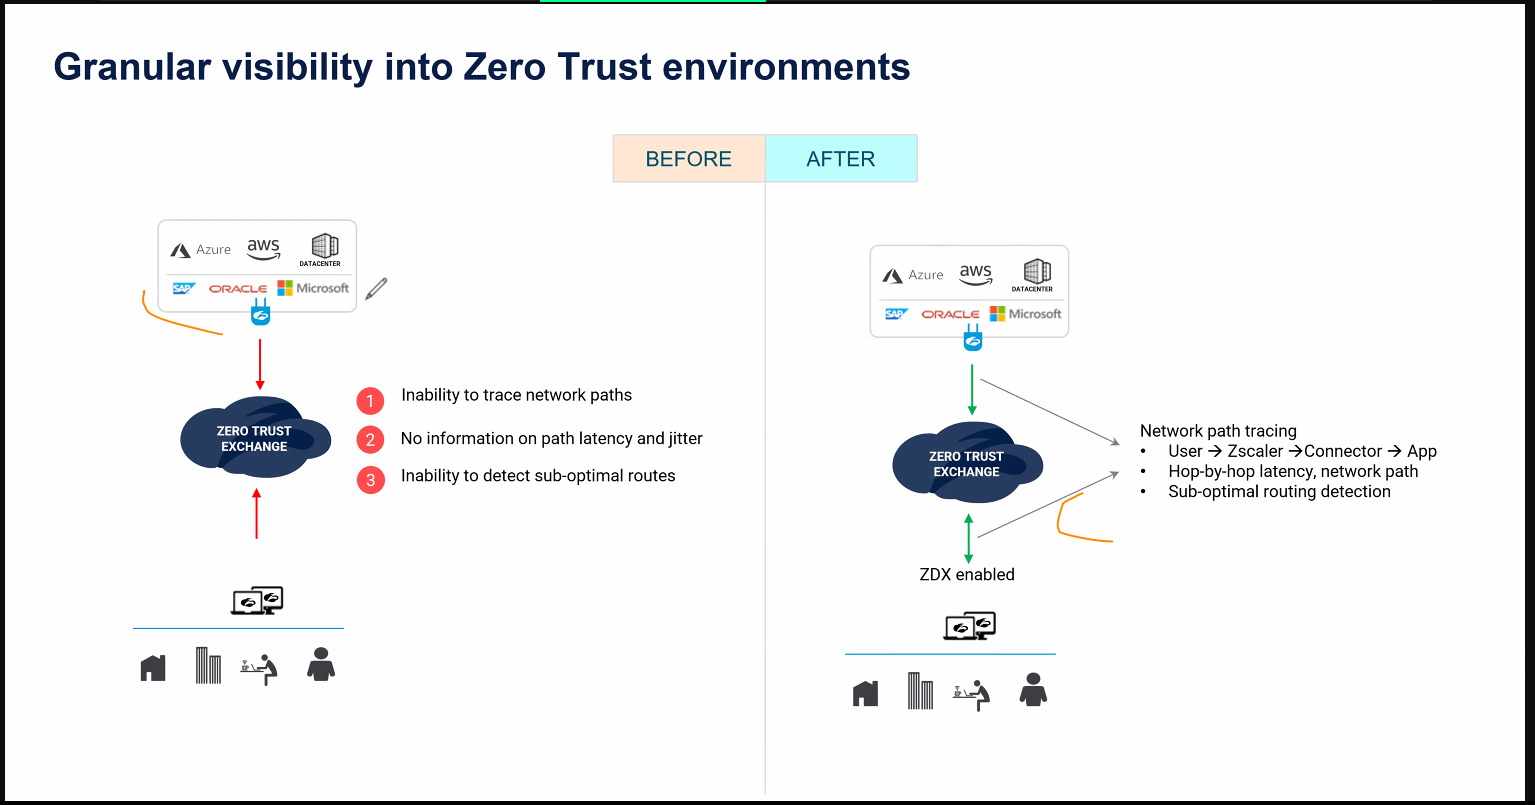 Granular visibility into Zero Trust environments
BEFORE
AFTER
Azure
aws
DATACENTER
SAP
ORACLE
Microsoft
ZERO TRUST
EXCHANGE
1 Inability to trace network paths
2 No information on path latency and jitter
3 Inability to detect sub-optimal routes
Azure
aws
DATACENTER
SAP
ORACLE
Microsoft
ZERO TRUST
EXCHANGE
Network path tracing
• User → Zscaler →Connector → App
• Hop-by-hop latency, network path
• Sub-optimal routing detection
ZDX enabled